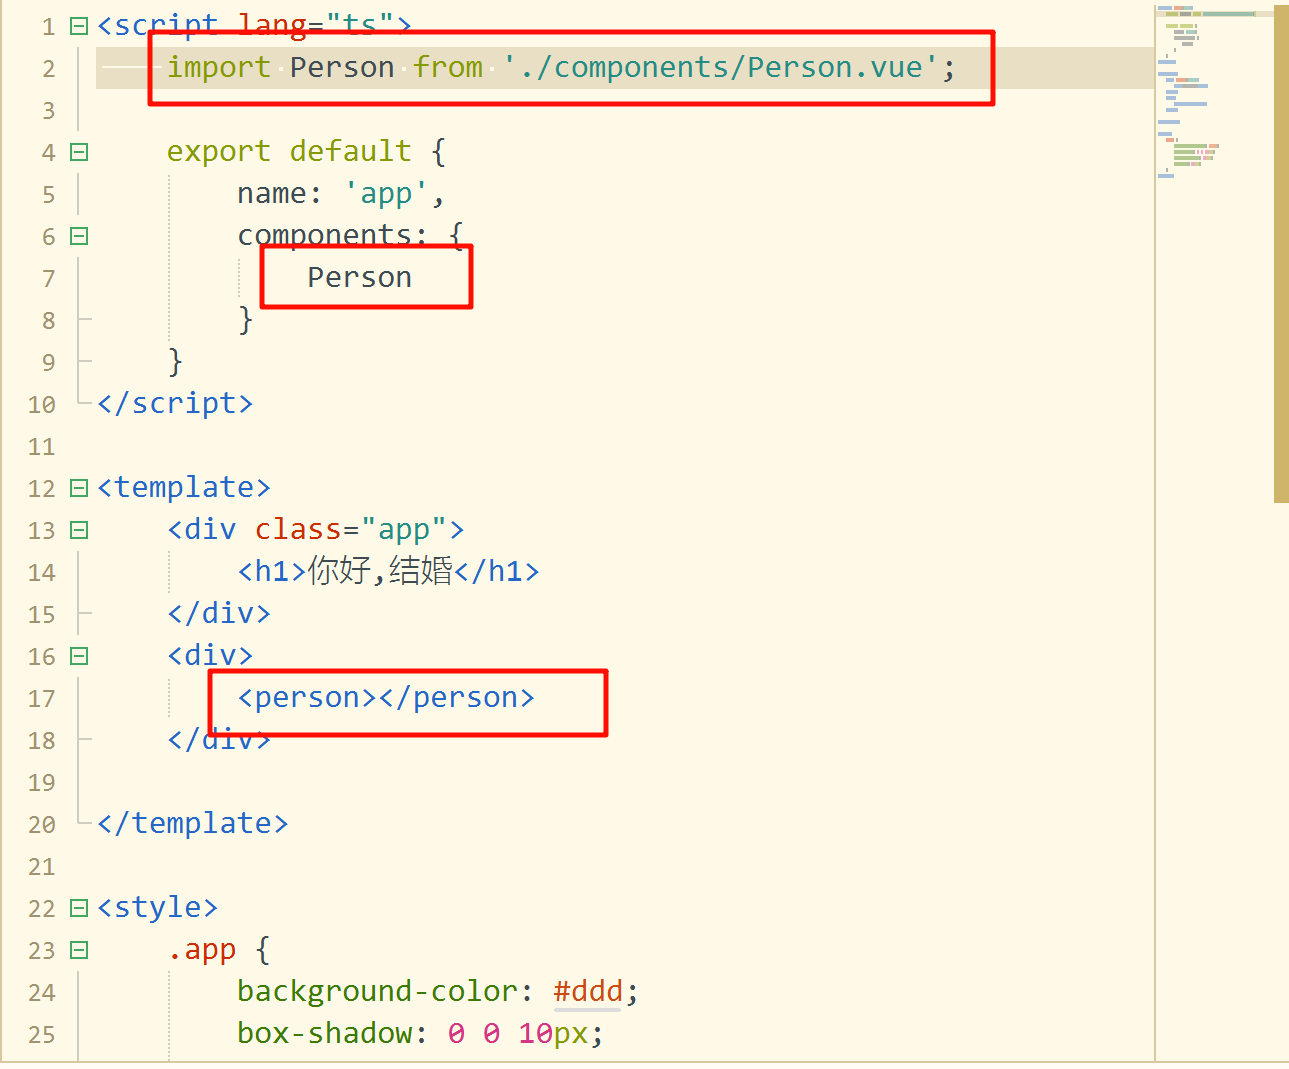 1 <script lang="ts">
2 import Person from './components/Person.vue';
3
4 export default {
5 name: 'app',
6 components: {
7 Person
8 }
9 }
10 </script>
11
12 <template>
13 <div class="app">
14 <h1>你好,结婚</h1>
15 </div>
16 <div>
17 <person></person>
18 </div>
19
20 </template>
21
22 <style>
23 .app {
24 background-color: #ddd;
25 box-shadow: 0 0 10px;